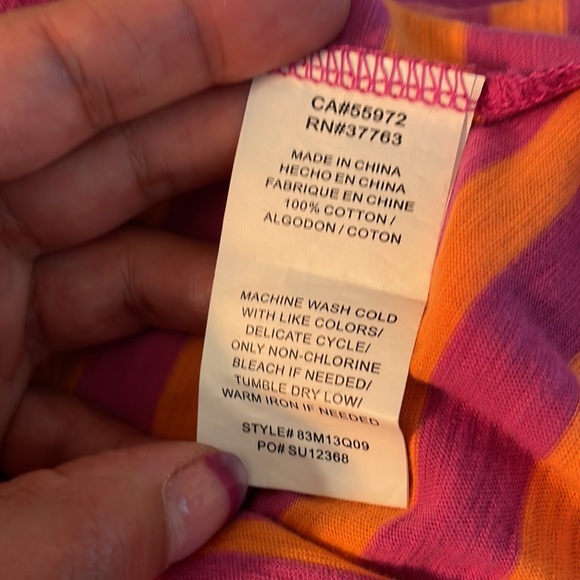 CA#55972
RN#37763
MADE IN CHINA
HECHO EN CHINA
FABRIQUE EN CHINE
100% COTTON /
ALGODON / COTON
MACHINE WASH COLD
WITH LIKE COLORS/
DELICATE CYCLE/
ONLY NON-CHLORINE
BLEACH IF NEEDED/
TUMBLE DRY LOW/
WARM IRON IF NEEDED
STYLE# 83M13Q09
PO# SU12368